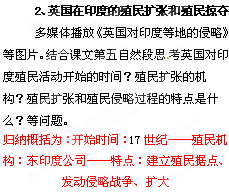 2、英国在印度的殖民扩张和殖民掠夺
多媒体播放《英国对印度等地的侵略》
等图片。结合课文第五自然段思考英国对印
度殖民活动开始的时间？殖民扩张的机
构？殖民扩张和殖民侵略过程的特点是什
么？等问题。
归纳概括为：开始时间：17 世纪——殖民机
构：东印度公司——特点：建立殖民据点、
发动侵略战争、扩大